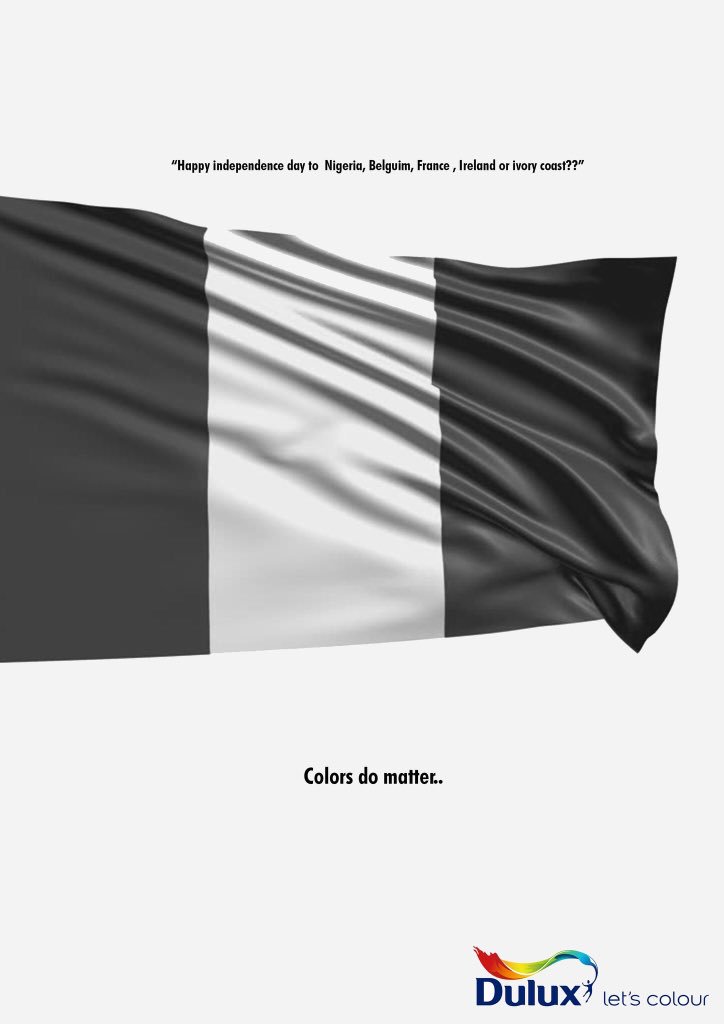 “Happy independence day to Nigeria, Belguim, France , Ireland or ivory coast??”
Colors do matter..
Dulux let's colour